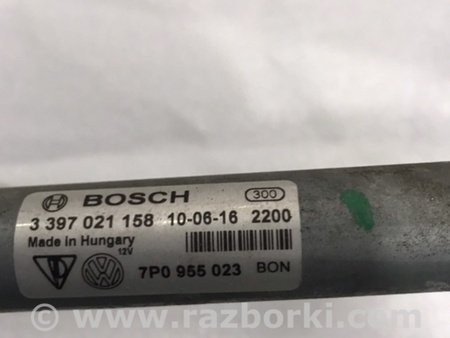 BOSCH 300
3 397 021 158 10-06-16 2200
Made in Hungary 12V
7P0 955 023 BON
© www.razborki.com